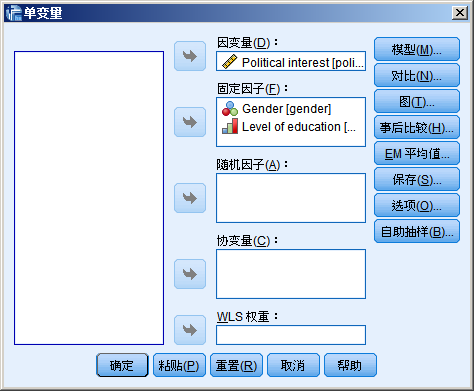 单变量
因变量(D)：
Political interest [poli...
固定因子(F)：
Gender [gender]
Level of education [...
随机因子(A)：
协变量(C)：
WLS 权重：
模型(M)...
对比(N)...
图(T)...
事后比较(H)...
EM 平均值...
保存(S)...
选项(O)...
自助抽样(B)...
确定
粘贴(P)
重置(R)
取消
帮助